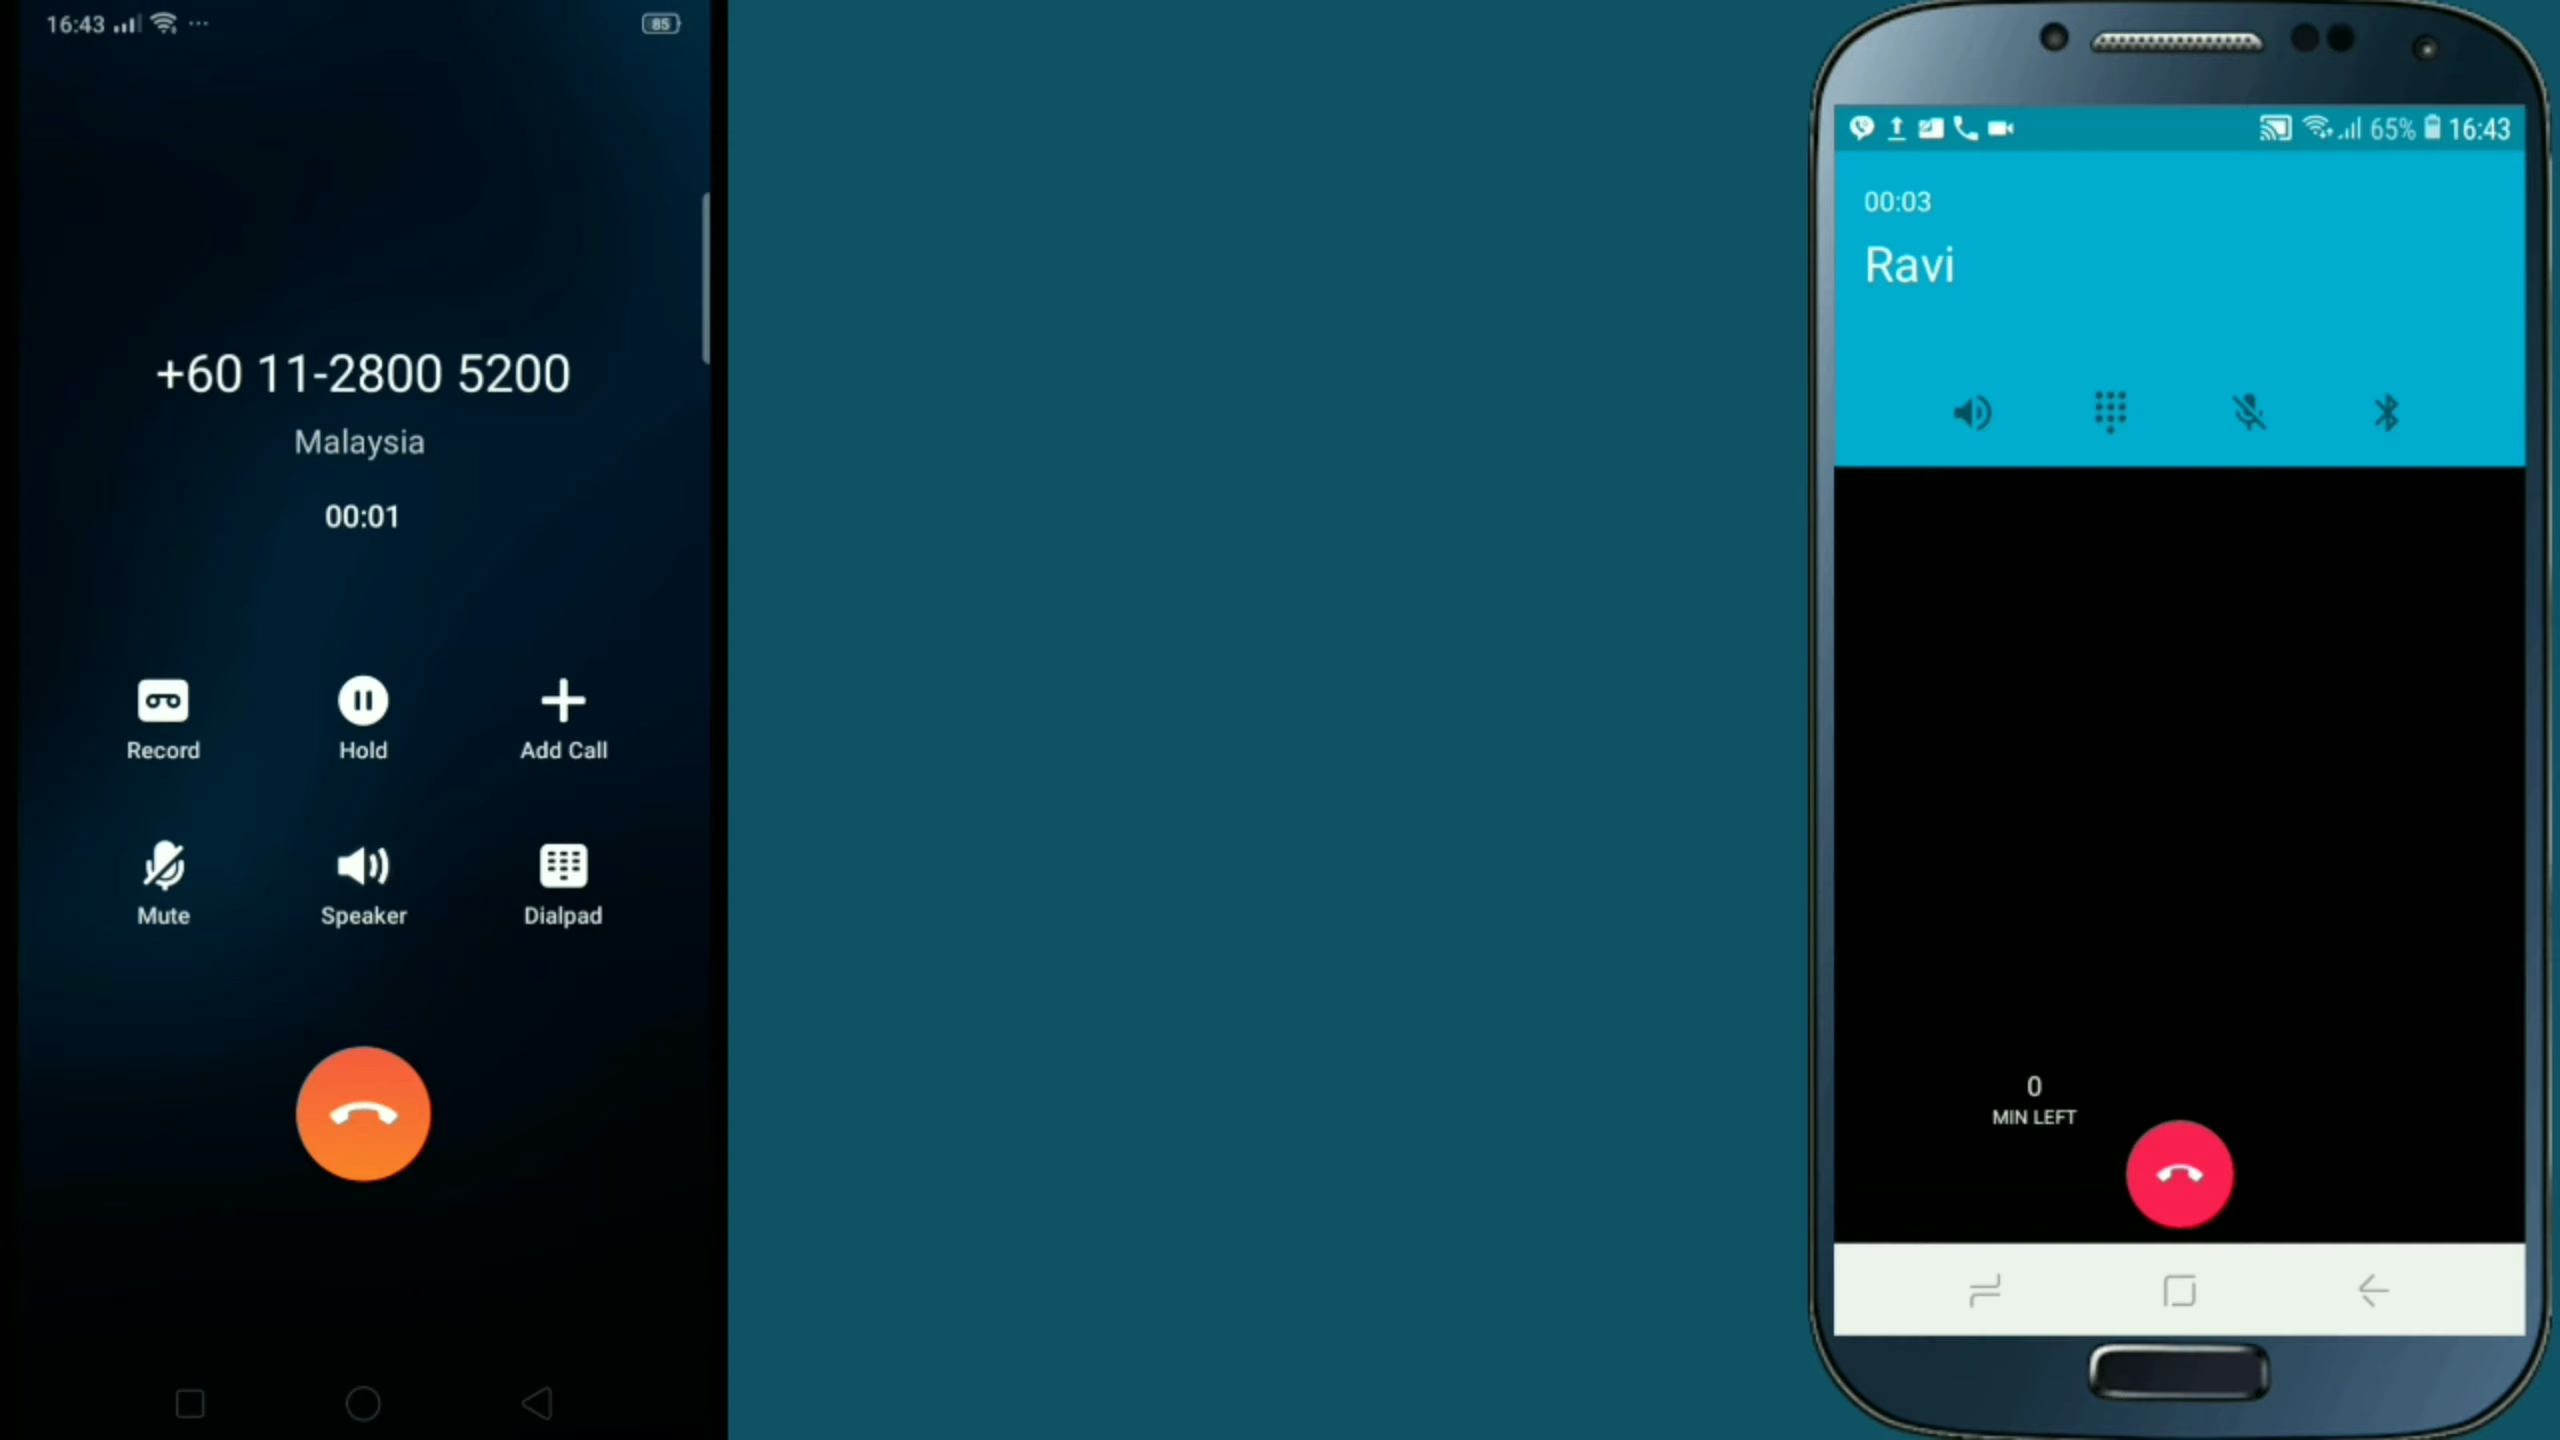 16:43
85
+60 11-2800 5200
Malaysia
00:01
Record
Hold
Add Call
Mute
Speaker
Dialpad
65% 16:43
00:03
Ravi
0
MIN LEFT